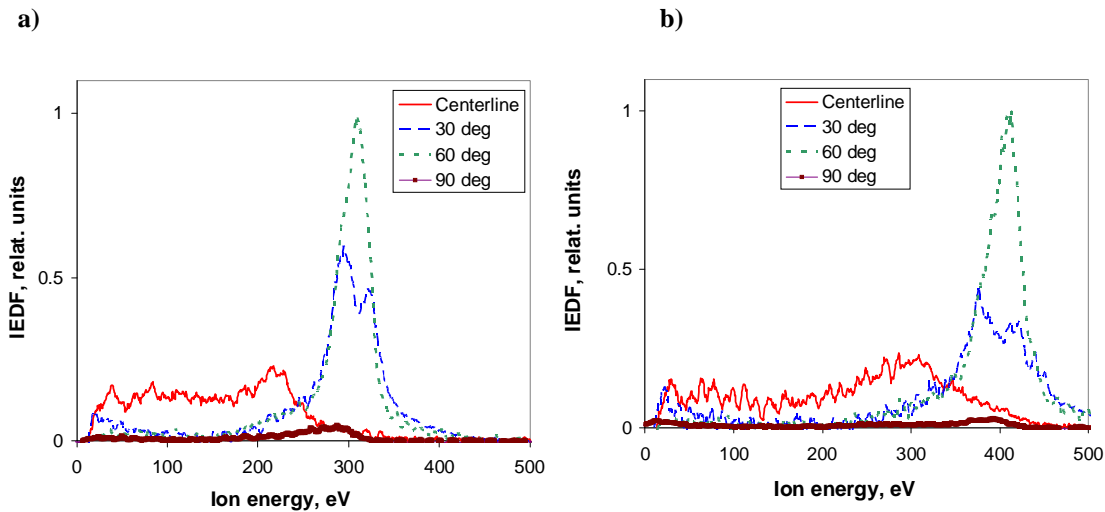 a)
b)
Centerline
30 deg
60 deg
90 deg
1
0.5
0
IEDF, relat. units
0 100 200 300 400 500
Ion energy, eV
Centerline
30 deg
60 deg
90 deg
1
0.5
0
IEDF, relat. units
0 100 200 300 400 500
Ion energy, eV